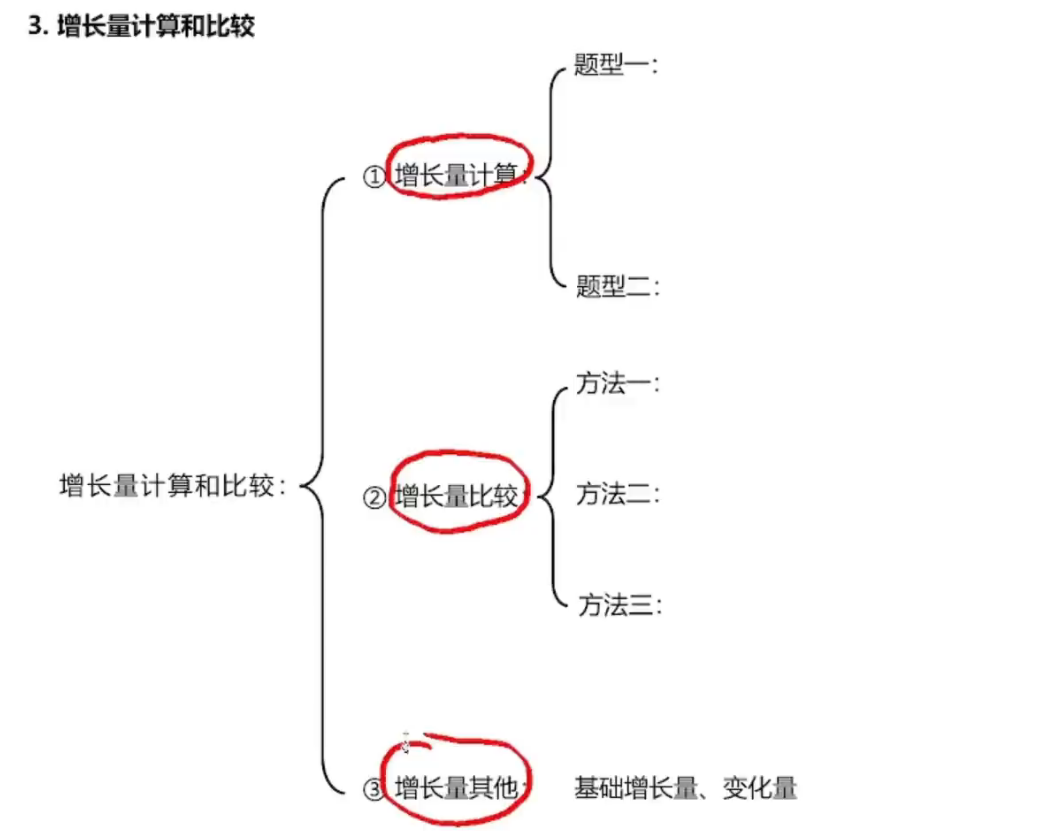 3. 增长量计算和比较
题型一：
① 增长量计算：
题型二：
方法一：
增长量计算和比较：
② 增长量比较
方法二：
方法三：
③ 增长量其他： 基础增长量、变化量